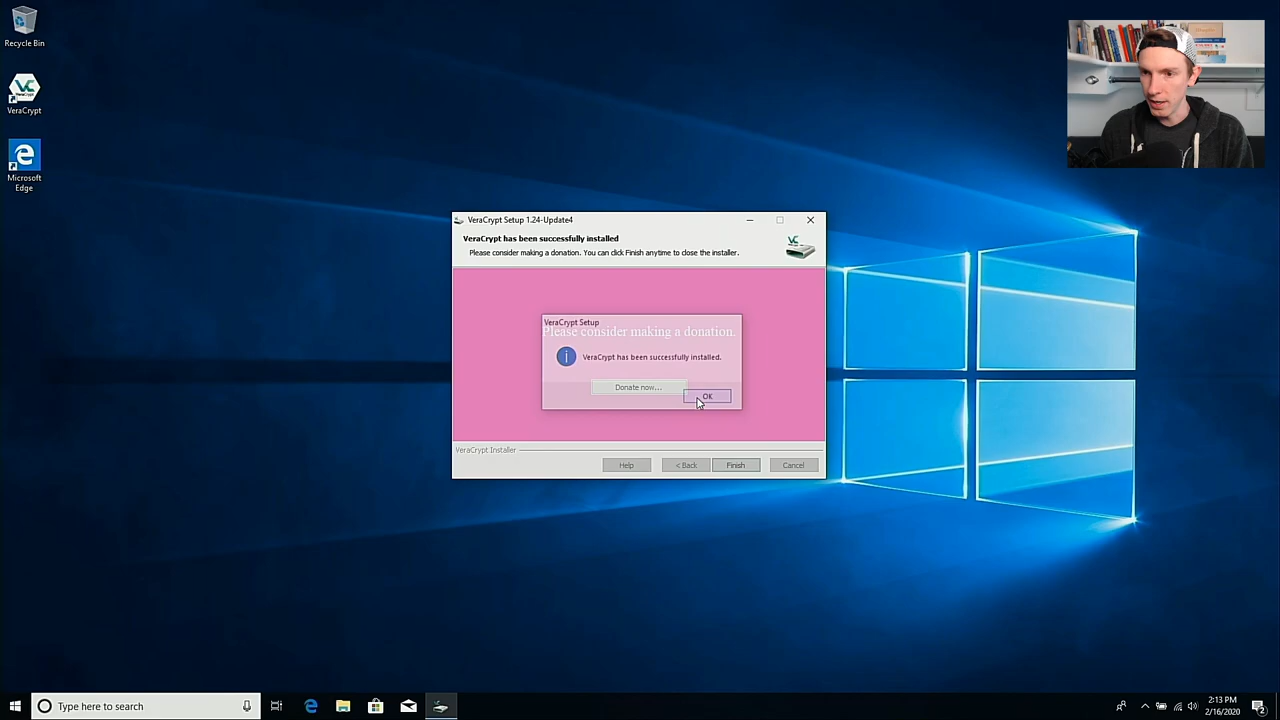 Recycle Bin
VeraCrypt
Microsoft
Edge
VeraCrypt Setup 1.24-Update4
VeraCrypt has been successfully installed
Please consider making a donation. You can click Finish anytime to close the installer.
VC
VeraCrypt Setup
Please consider making a donation.
VeraCrypt has been successfully installed.
Donate now...
OK
VeraCrypt Installer
Help
< Back
Finish
Cancel
Type here to search
2:13 PM
2/16/2020
2